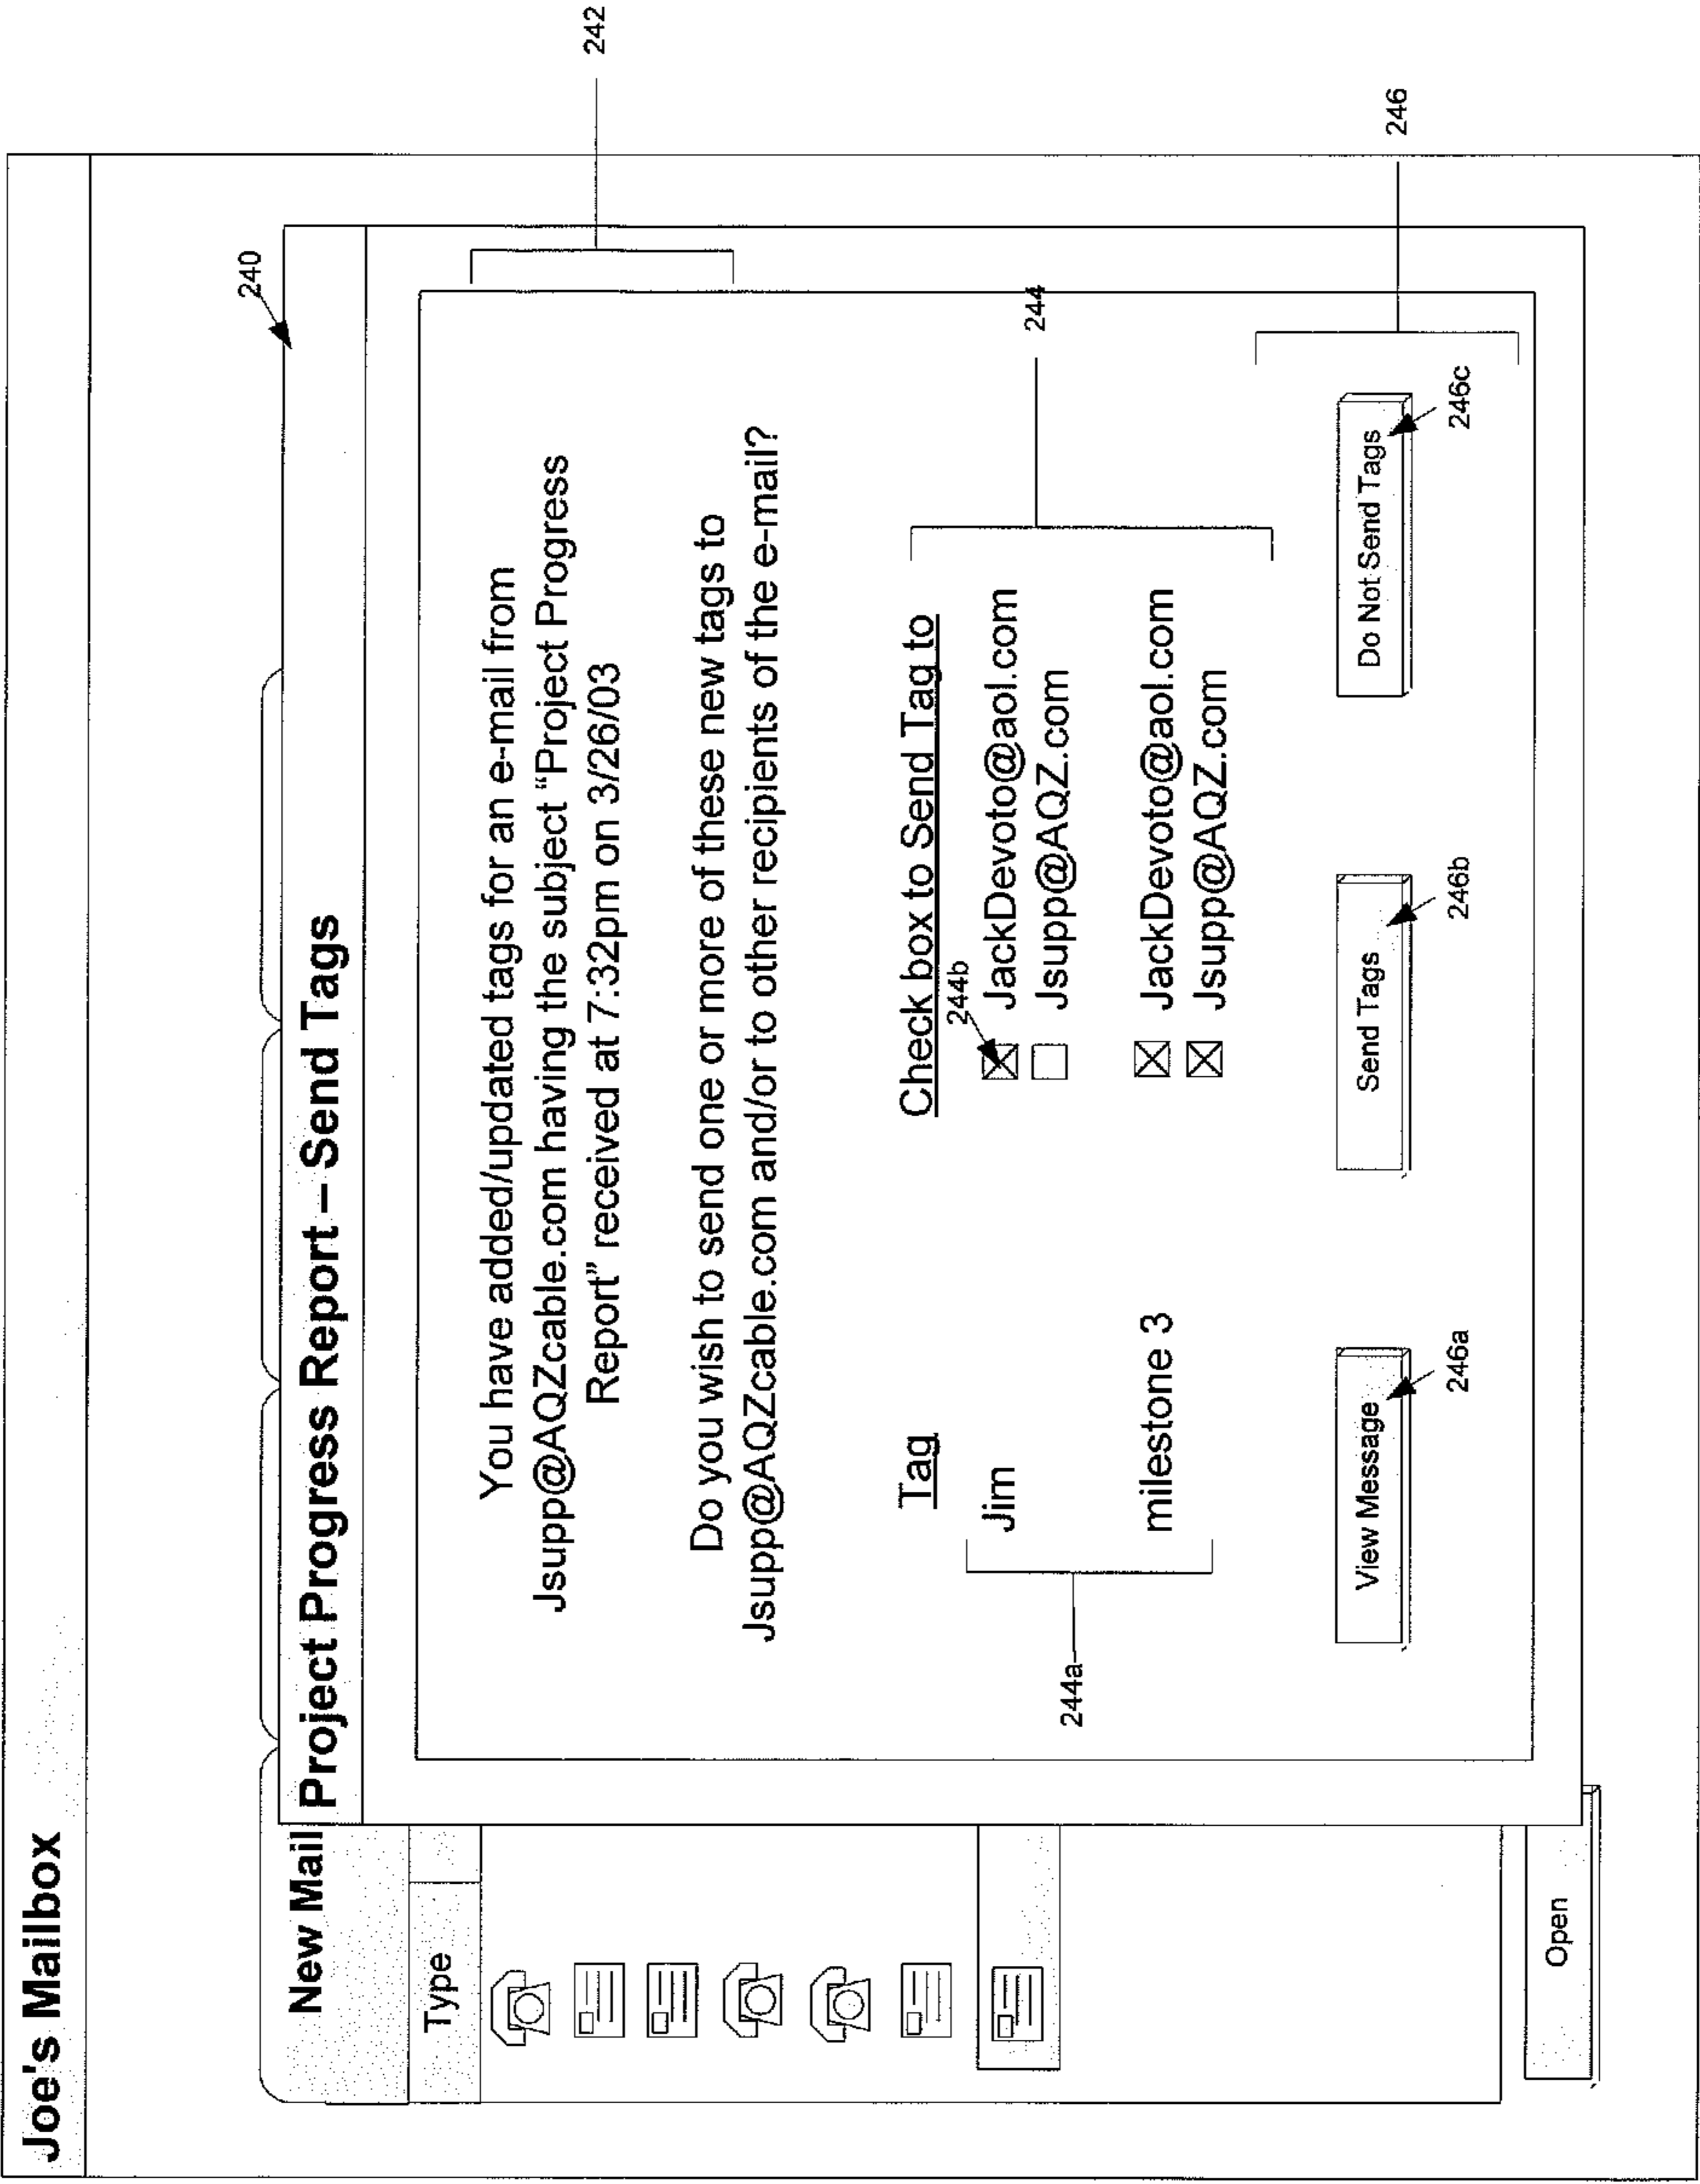 Joe's Mailbox
240
New Mail
Project Progress Report – Send Tags
Type
242
You have added/updated tags for an e-mail from
Jsupp@AQZcable.com having the subject “Project Progress
Report” received at 7:32pm on 3/26/03
Do you wish to send one or more of these new tags to
Jsupp@AQZcable.com and/or to other recipients of the e-mail?
Tag
Check box to Send Tag to
244
244b
Jim
JackDevoto@aol.com
Jsupp@AQZ.com
244a
milestone 3
JackDevoto@aol.com
Jsupp@AQZ.com
View Message
Send Tags
Do Not Send Tags
246
246a
246b
246c
Open